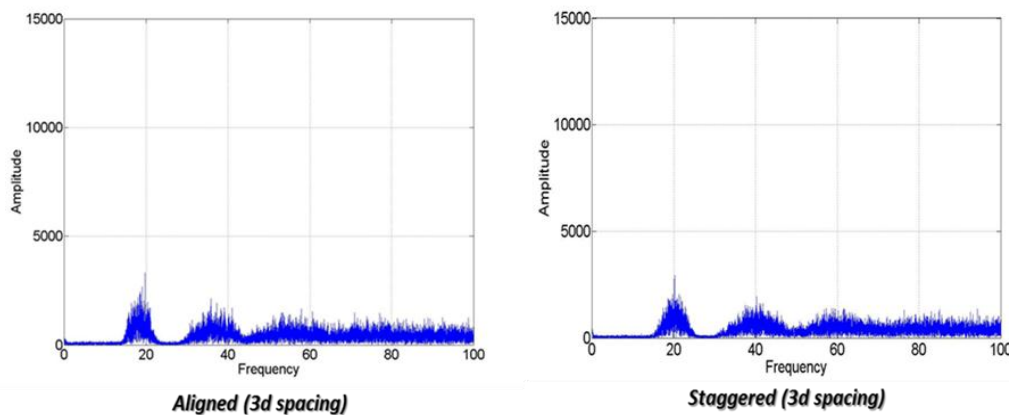 15000
10000
5000
0
Amplitude
0 20 40 60 80 100
Frequency
Aligned (3d spacing)
15000
10000
5000
0
Amplitude
0 20 40 60 80 100
Frequency
Staggered (3d spacing)